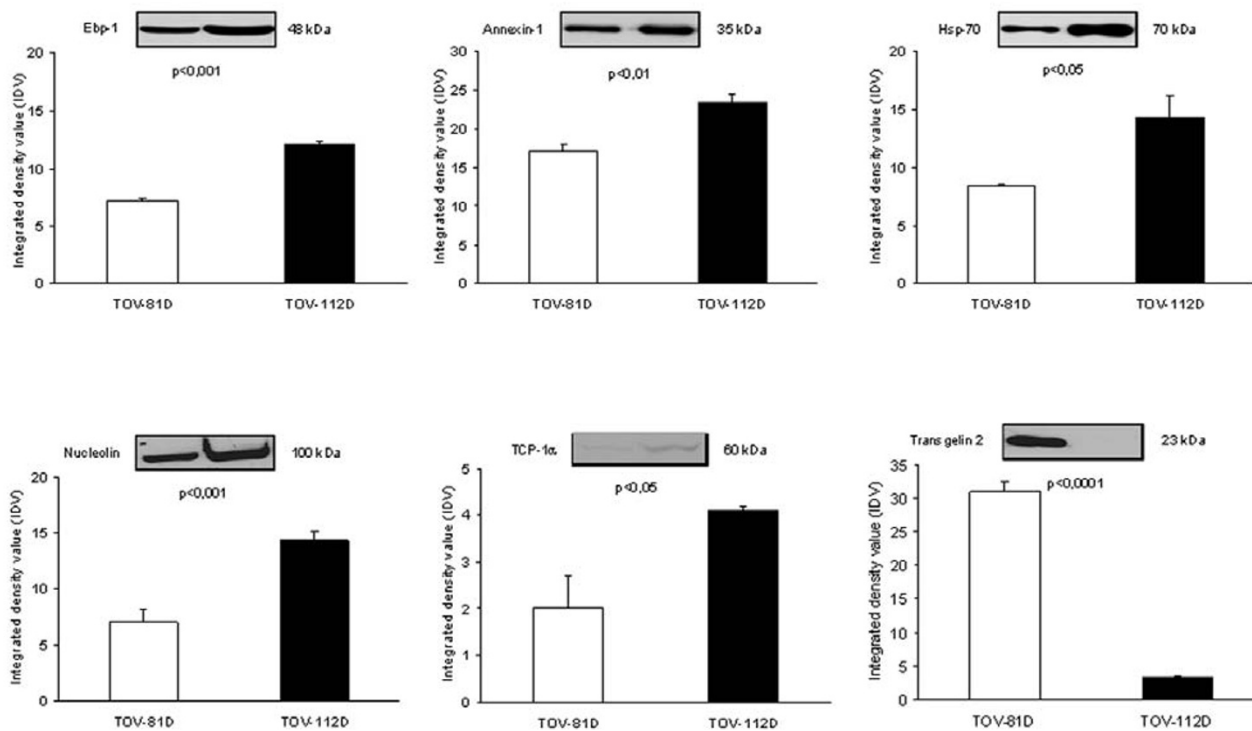 Ebp-1 48 kDa
p<0,001
Integrated density value (IDV)
20
15
10
5
0
TOV-81D TOV-112D
Annexin-1 35 kDa
p<0,01
Integrated density value (IDV)
30
25
20
15
10
5
0
TOV-81D TOV-112D
Hsp-70 70 kDa
p<0,05
Integrated density value (IDV)
20
15
10
5
0
TOV-81D TOV-112D
Nucleolin 100 kDa
p<0,001
Integrated density value (IDV)
20
15
10
5
0
TOV-81D TOV-112D
TCP-1α 60 kDa
p<0,05
Integrated density value (IDV)
5
4
3
2
1
0
TOV-81D TOV-112D
Transgelin 2 23 kDa
p<0,0001
Integrated density value (IDV)
35
30
25
20
15
10
5
0
TOV-81D TOV-112D